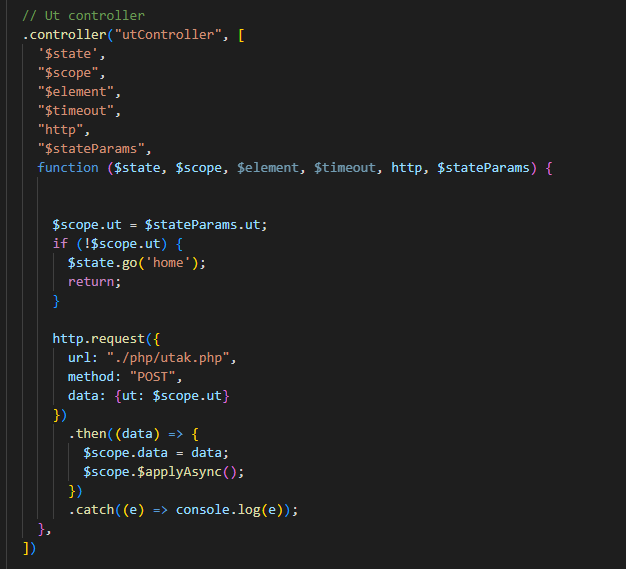 // Ut controller
.controller("utController", [
'$state',
"$scope",
"$element",
"$timeout",
"http",
"$stateParams",
function ($state, $scope, $element, $timeout, http, $stateParams) {
$scope.ut = $stateParams.ut;
if (!$scope.ut) {
$state.go('home');
return;
}
http.request({
url: "./php/utak.php",
method: "POST",
data: {ut: $scope.ut}
})
.then((data) => {
$scope.data = data;
$scope.$applyAsync();
})
.catch((e) => console.log(e));
},
])